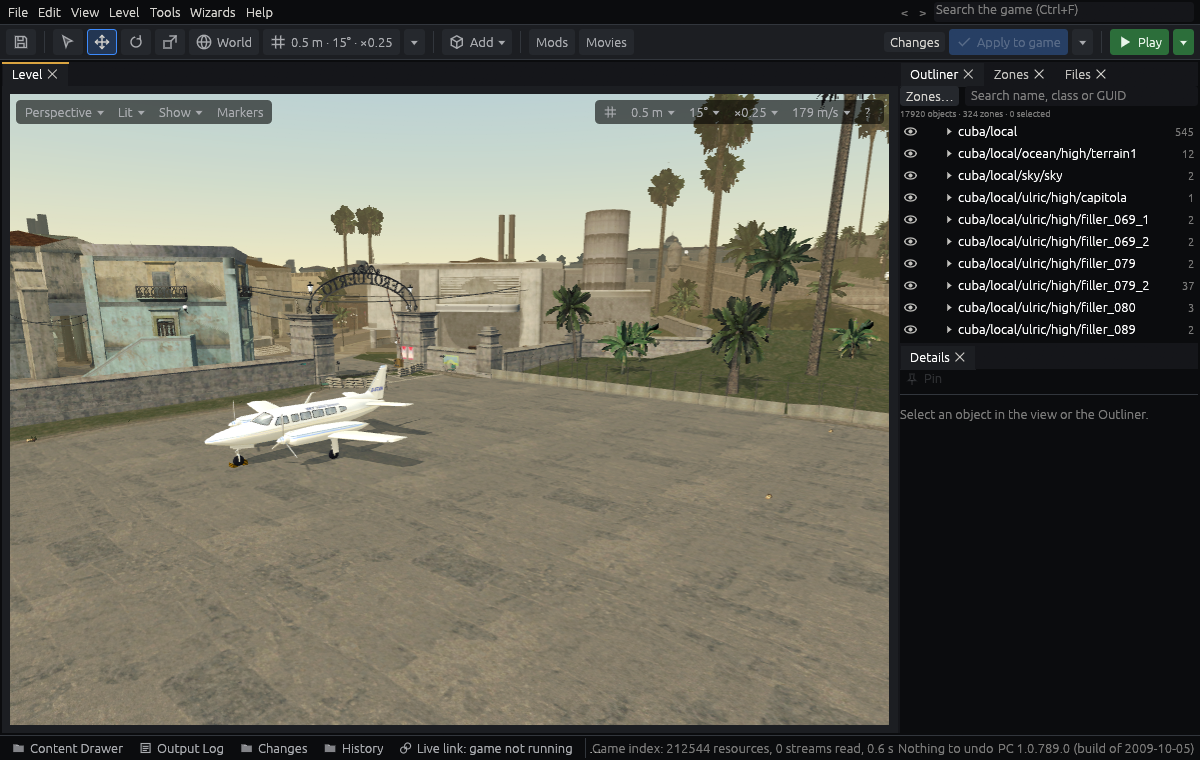 File Edit View Level Tools Wizards Help
< > Search the game (Ctrl+F)
World 0.5 m · 15° · ×0.25 Add Mods Movies Changes Apply to game Play
Level
Outliner Zones Files
Perspective Lit Show Markers
0.5 m 15° ×0.25 179 m/s ?
Zones... Search name, class or GUID
17920 objects · 324 zones · 0 selected
cuba/local 545
cuba/local/ocean/high/terrain1 12
cuba/local/sky/sky 2
cuba/local/ulric/high/capitola 1
cuba/local/ulric/high/filler_069_1 2
cuba/local/ulric/high/filler_069_2 2
cuba/local/ulric/high/filler_079 2
cuba/local/ulric/high/filler_079_2 37
cuba/local/ulric/high/filler_080 3
cuba/local/ulric/high/filler_089 2
Details
Pin
Select an object in the view or the Outliner.
Content Drawer Output Log Changes History Live link: game not running .Game index: 212544 resources, 0 streams read, 0.6 s Nothing to undo PC 1.0.789.0 (build of 2009-10-05)